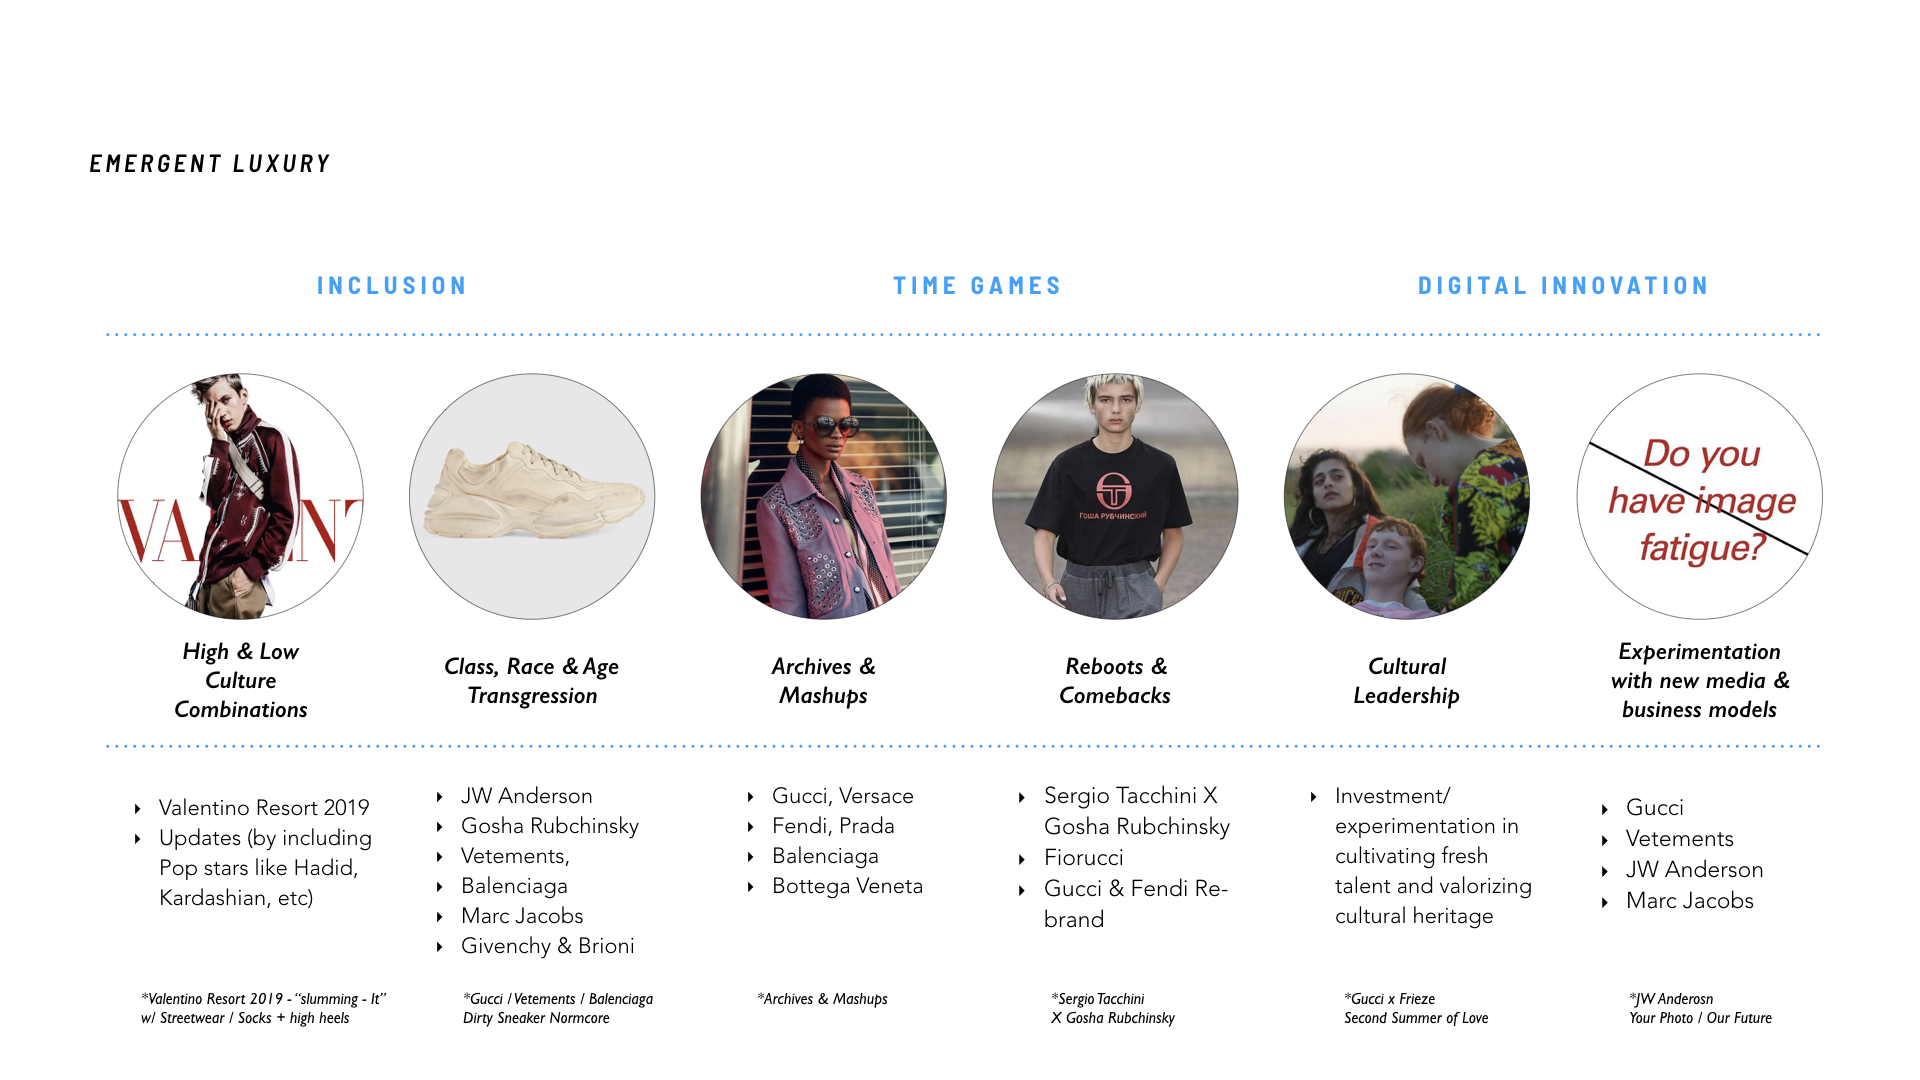 EMERGENT LUXURY
INCLUSION
TIME GAMES
DIGITAL INNOVATION
VALENT
ГОША РУБЧИНСКИЙ
Do you
have image
fatigue?
High & Low
Culture
Combinations
Class, Race & Age
Transgression
Archives &
Mashups
Reboots &
Comebacks
Cultural
Leadership
Experimentation
with new media &
business models
Valentino Resort 2019
Updates (by including
Pop stars like Hadid,
Kardashian, etc)
JW Anderson
Gosha Rubchinsky
Vetements,
Balenciaga
Marc Jacobs
Givenchy & Brioni
Gucci, Versace
Fendi, Prada
Balenciaga
Bottega Veneta
Sergio Tacchini X
Gosha Rubchinsky
Fiorucci
Gucci & Fendi Re-
brand
Investment/
experimentation in
cultivating fresh
talent and valorizing
cultural heritage
Gucci
Vetements
JW Anderson
Marc Jacobs
*Valentino Resort 2019 - “slumming - It”
w/ Streetwear / Socks + high heels
*Gucci / Vetements / Balenciaga
Dirty Sneaker Normcore
*Archives & Mashups
*Sergio Tacchini
X Gosha Rubchinsky
*Gucci x Frieze
Second Summer of Love
*JW Anderosn
Your Photo / Our Future